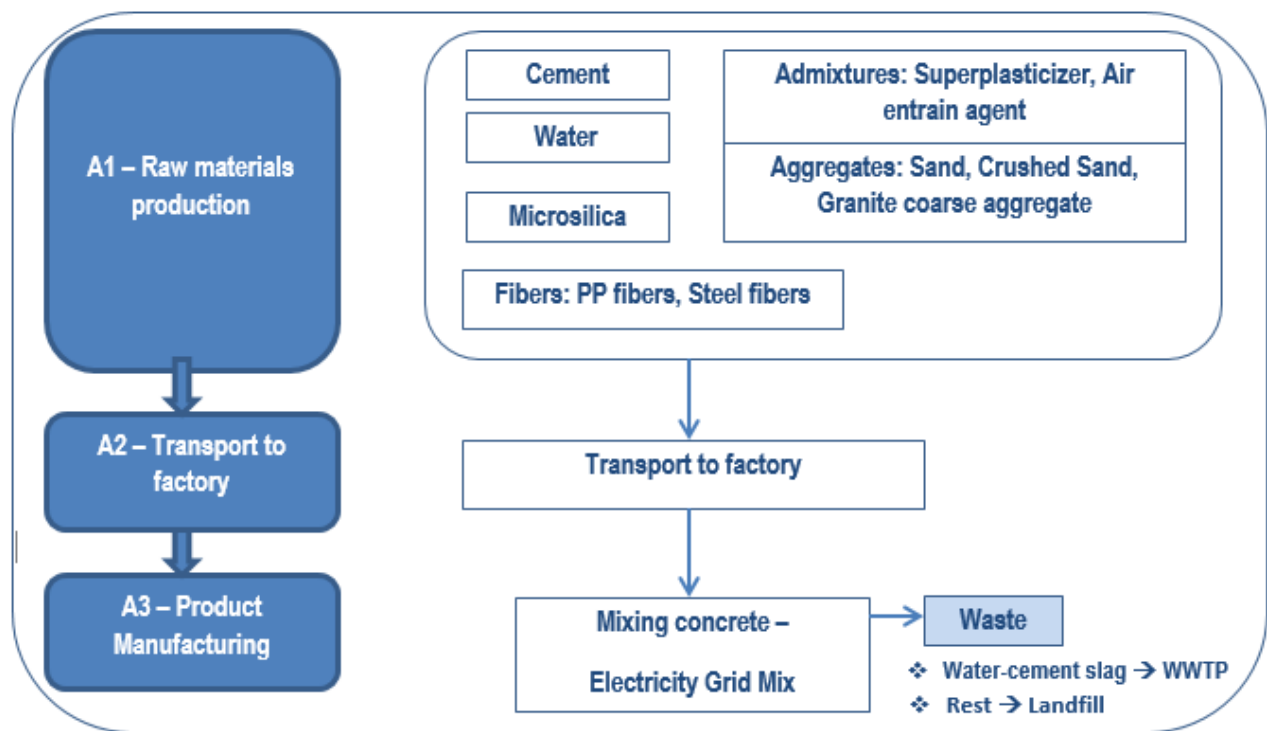 A1 – Raw materials
production
Cement
Water
Microsilica
Admixtures: Superplasticizer, Air
entrain agent
Aggregates: Sand, Crushed Sand,
Granite coarse aggregate
Fibers: PP fibers, Steel fibers
A2 – Transport to
factory
Transport to factory
A3 – Product
Manufacturing
Mixing concrete –
Electricity Grid Mix
Waste
❖ Water-cement slag → WWTP
❖ Rest → Landfill